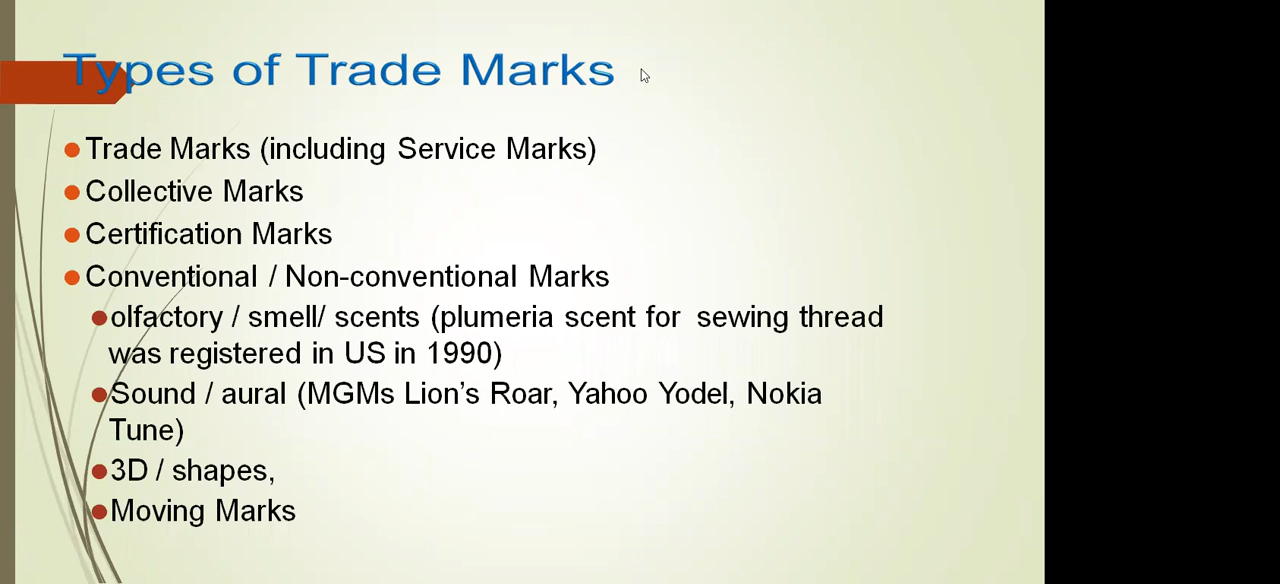 Types of Trade Marks
Trade Marks (including Service Marks)
Collective Marks
Certification Marks
Conventional / Non-conventional Marks
olfactory / smell/ scents (plumeria scent for sewing thread
was registered in US in 1990)
Sound / aural (MGMs Lion’s Roar, Yahoo Yodel, Nokia
Tune)
3D / shapes,
Moving Marks